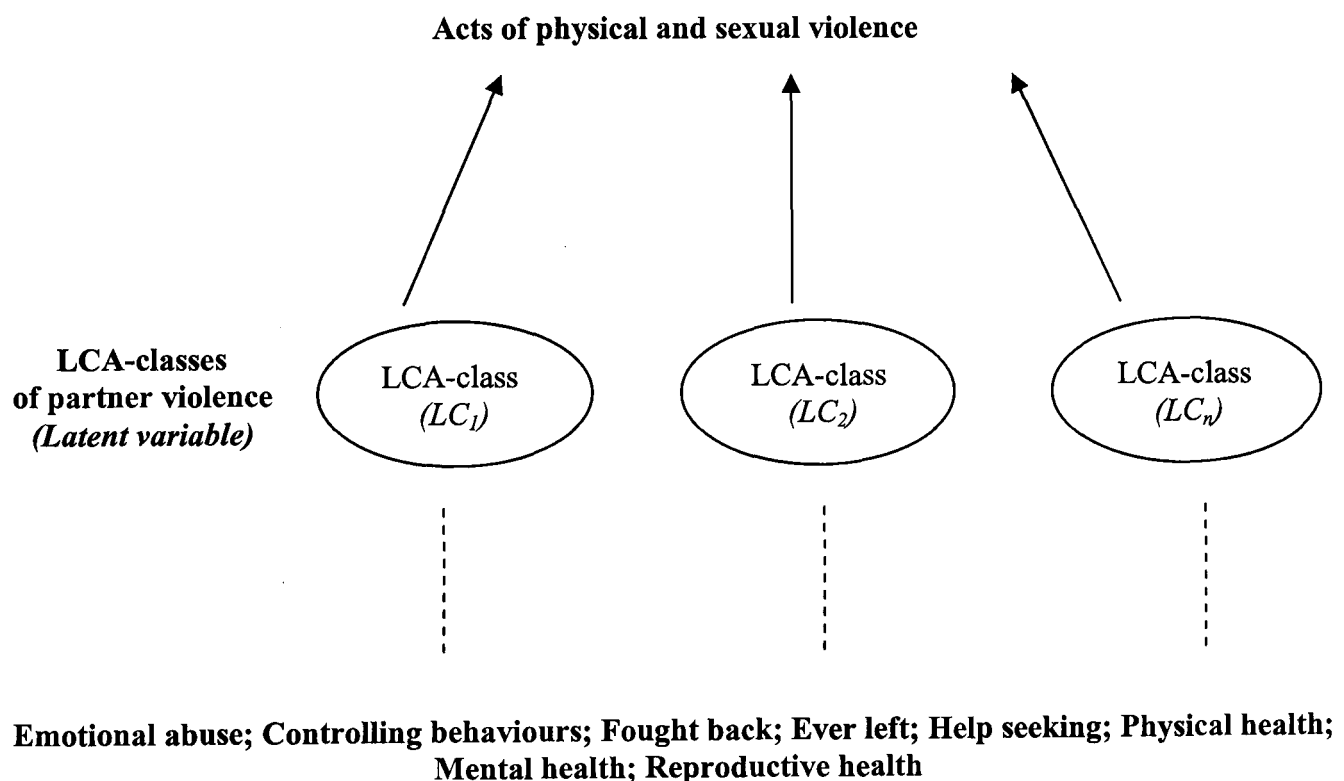 Acts of physical and sexual violence
LCA-classes
of partner violence
(Latent variable)
LCA-class
(LC₁)
LCA-class
(LC₂)
LCA-class
(LCₙ)
Emotional abuse; Controlling behaviours; Fought back; Ever left; Help seeking; Physical health;
Mental health; Reproductive health